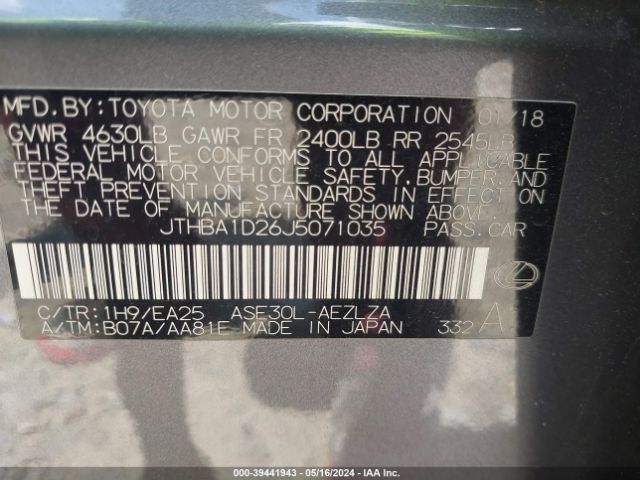 MFD. BY: TOYOTA MOTOR CORPORATION 01/18
GVWR 4630LB GAWR FR 2400LB RR 2545LB
THIS VEHICLE CONFORMS TO ALL APPLICABLE
FEDERAL MOTOR VEHICLE SAFETY, BUMPER, AND
THEFT PREVENTION STANDARDS IN EFFECT ON
THE DATE OF MANUFACTURE SHOWN ABOVE.
JTHBA1D26J5071035 PASS. CAR
C/TR: 1H9/EA25 ASE30L-AEZLZA
A/TM: B07A/AA81E MADE IN JAPAN 332 A
000-39441943 - 05/16/2024 - IAA Inc.